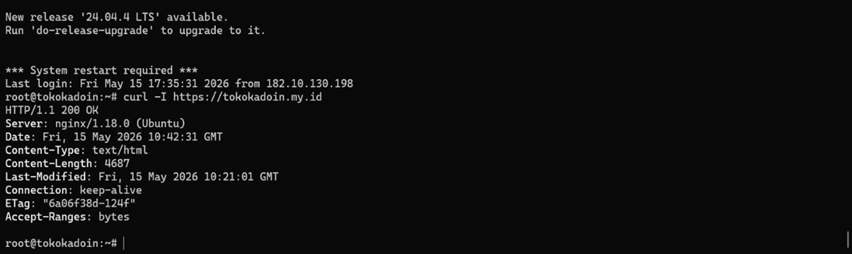 New release '24.04.4 LTS' available.
Run 'do-release-upgrade' to upgrade to it.
*** System restart required ***
Last login: Fri May 15 17:35:31 2026 from 182.10.130.198
root@tokokadoin:~# curl -I https://tokokadoin.my.id
HTTP/1.1 200 OK
Server: nginx/1.18.0 (Ubuntu)
Date: Fri, 15 May 2026 10:42:31 GMT
Content-Type: text/html
Content-Length: 4687
Last-Modified: Fri, 15 May 2026 10:21:01 GMT
Connection: keep-alive
ETag: "6a06f38d-124f"
Accept-Ranges: bytes
root@tokokadoin:~#